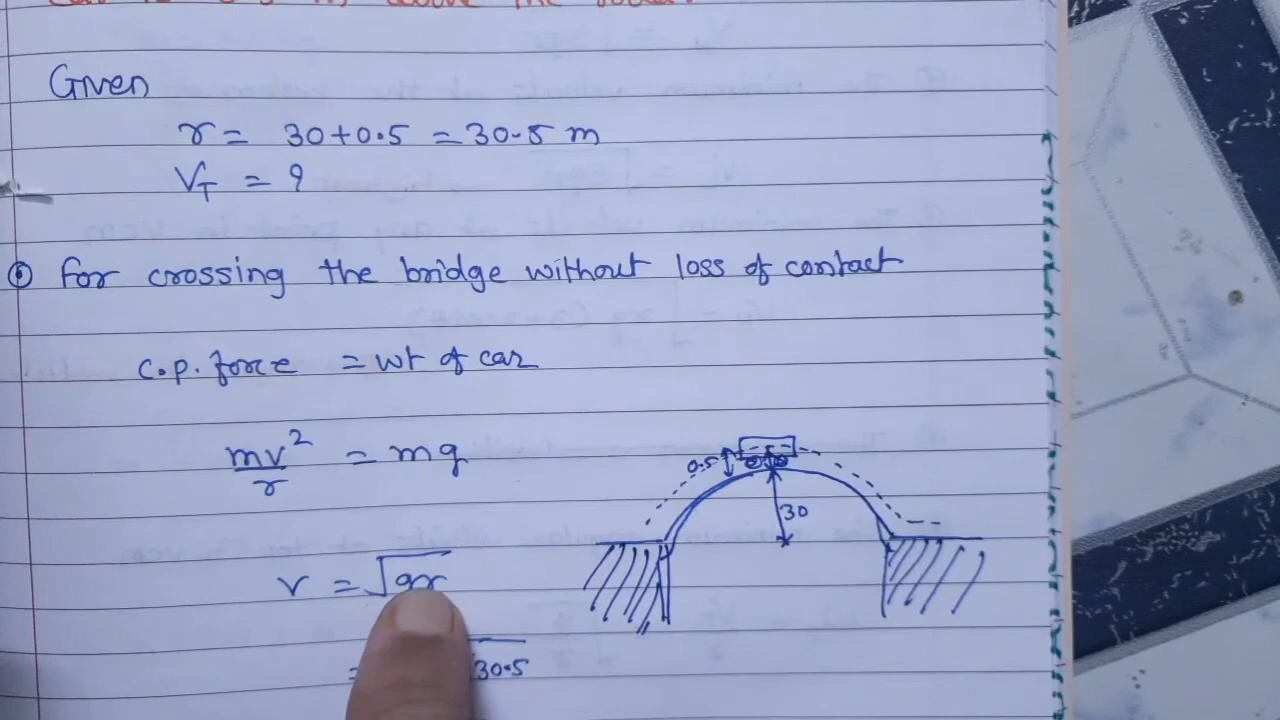 Given
r = 30+0.5 = 30.5 m
V_T = ?
for crossing the bridge without loss of contact
c.p. force = wt of car
mv²/r = mg
0.5
30
v = √gr
30.5